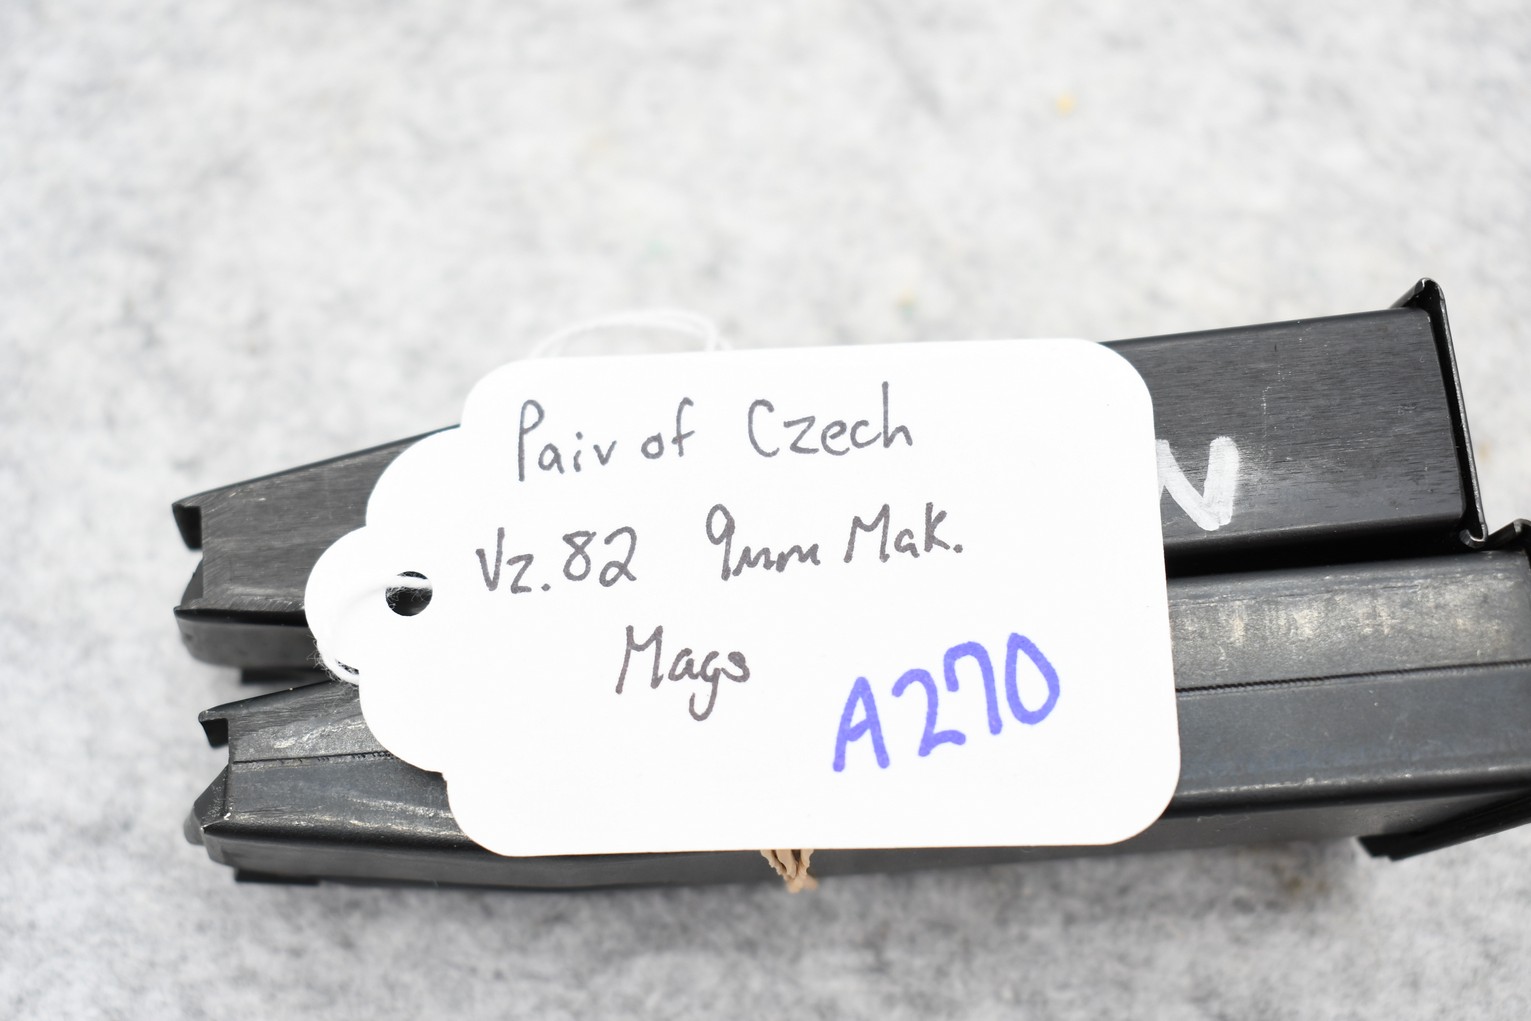 Pair of Czech
Vz.82 9mm Mak.
Mags
A270
N